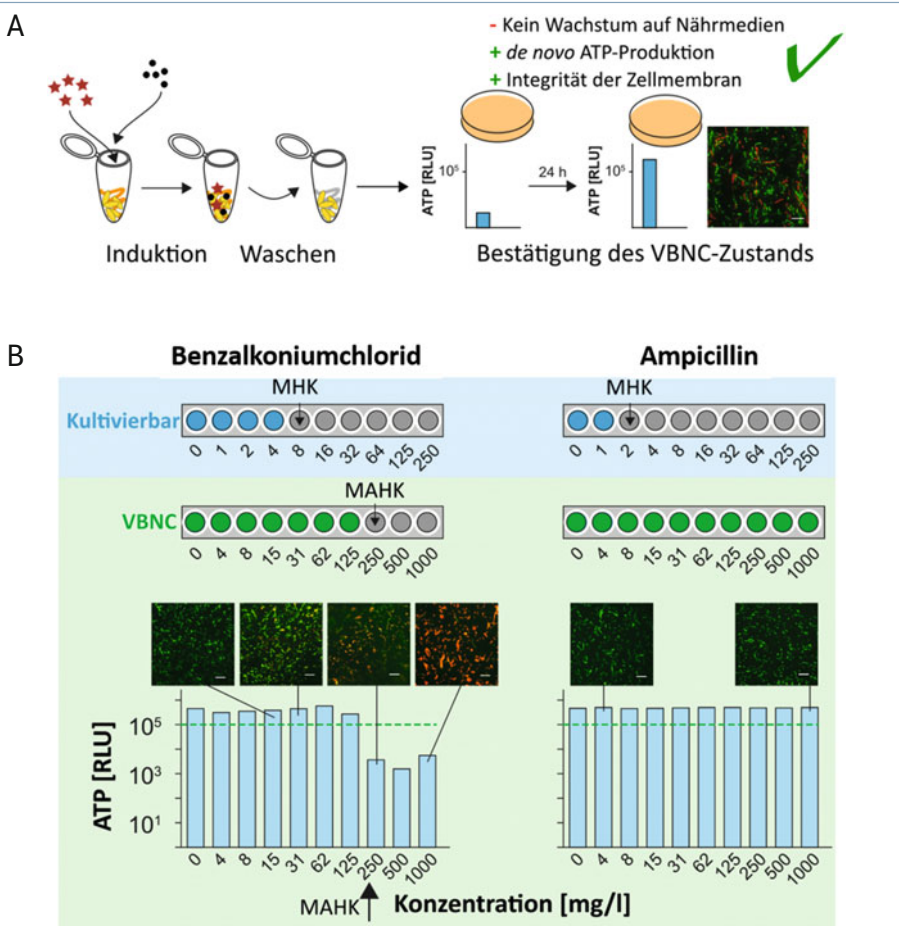 A
- Kein Wachstum auf Nährmedien
+ de novo ATP-Produktion
+ Integrität der Zellmembran
ATP [RLU]
10⁵
24 h
ATP [RLU]
10⁵
Induktion
Waschen
Bestätigung des VBNC-Zustands
B
Benzalkoniumchlorid
Ampicillin
MHK
MHK
Kultivierbar
0 1 2 4 8 16 32 64 125 250
0 1 2 4 8 16 32 64 125 250
MAHK
VBNC
0 4 8 15 31 62 125 250 500 1000
0 4 8 15 31 62 125 250 500 1000
ATP [RLU]
10⁵
10³
10¹
0 4 8 15 31 62 125 250 500 1000
0 4 8 15 31 62 125 250 500 1000
MAHK
Konzentration [mg/l]